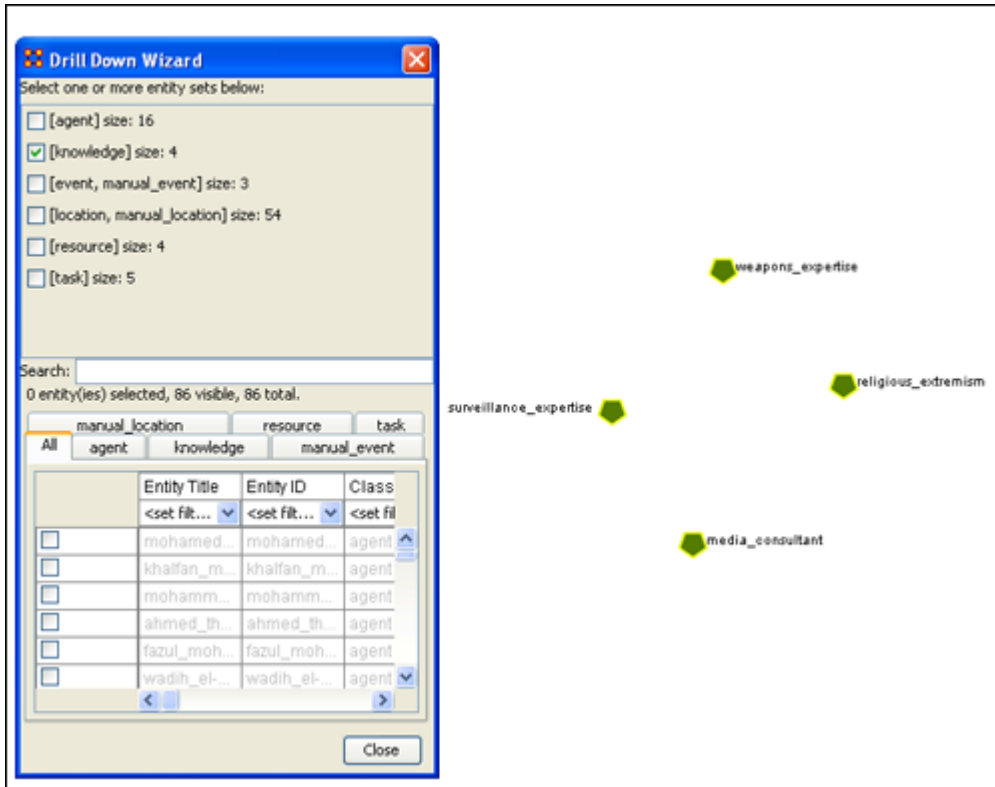 Drill Down Wizard
Select one or more entity sets below:
[agent] size: 16
[knowledge] size: 4
[event, manual_event] size: 3
[location, manual_location] size: 54
[resource] size: 4
[task] size: 5
Search:
0 entity(ies) selected, 86 visible, 86 total.
manual_location resource task
All agent knowledge manual_event
Entity Title Entity ID Class
<set filt... <set filt... <set fil
mohamed... mohamed... agent
khalfan_m... khalfan_m... agent
mohamm... mohamm... agent
ahmed_th... ahmed_th... agent
fazul_moh... fazul_moh... agent
wadih_el-... wadih_el-... agent
Close
weapons_expertise
religious_extremism
surveillance_expertise
media_consultant